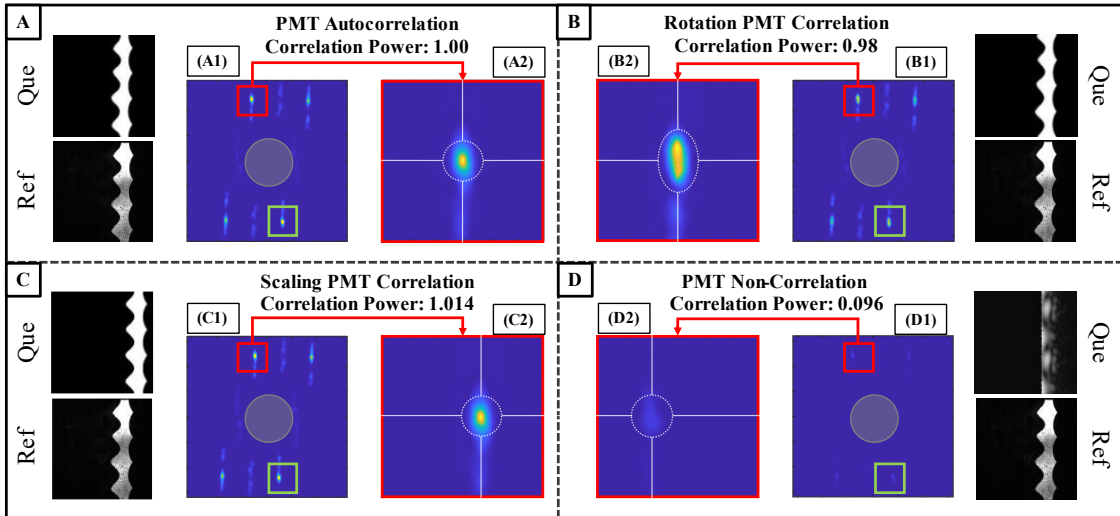 A
PMT Autocorrelation
Correlation Power: 1.00
(A1)
(A2)
Que
Ref
B
Rotation PMT Correlation
Correlation Power: 0.98
(B2)
(B1)
Que
Ref
C
Scaling PMT Correlation
Correlation Power: 1.014
(C1)
(C2)
Que
Ref
D
PMT Non-Correlation
Correlation Power: 0.096
(D2)
(D1)
Que
Ref